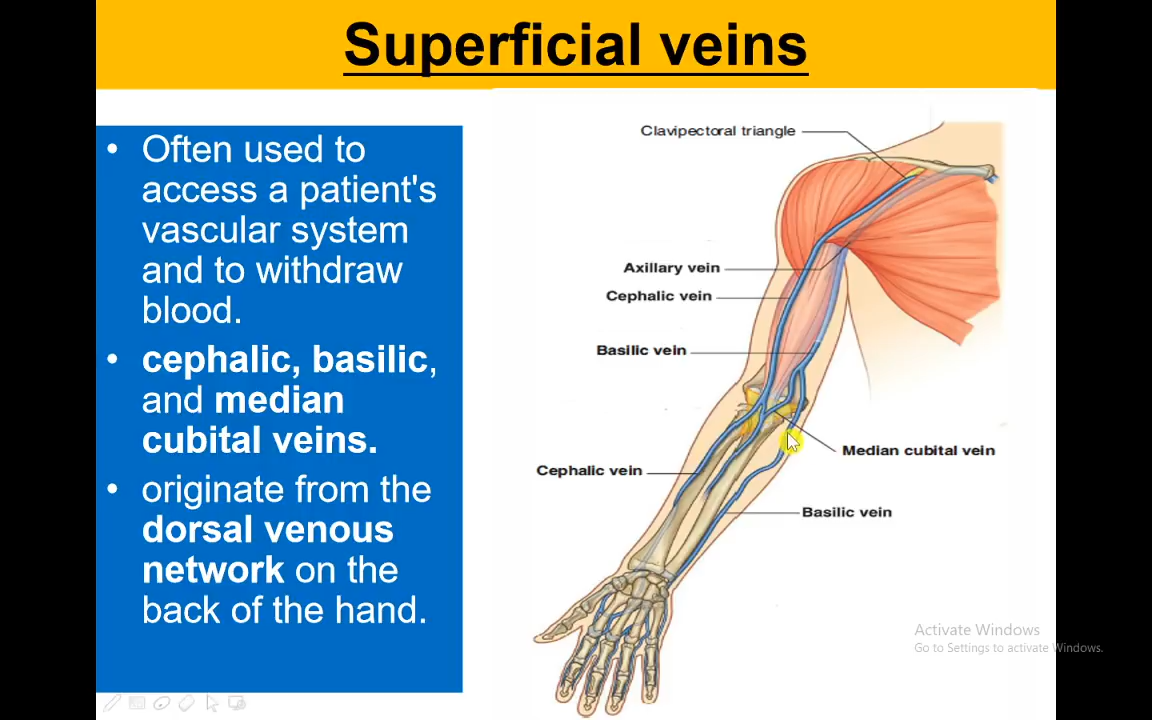 Superficial veins
• Often used to
access a patient's
vascular system
and to withdraw
blood.
• cephalic, basilic,
and median
cubital veins.
• originate from the
dorsal venous
network on the
back of the hand.
Clavipectoral triangle
Axillary vein
Cephalic vein
Basilic vein
Median cubital vein
Cephalic vein
Basilic vein
Activate Windows
Go to Settings to activate Windows.